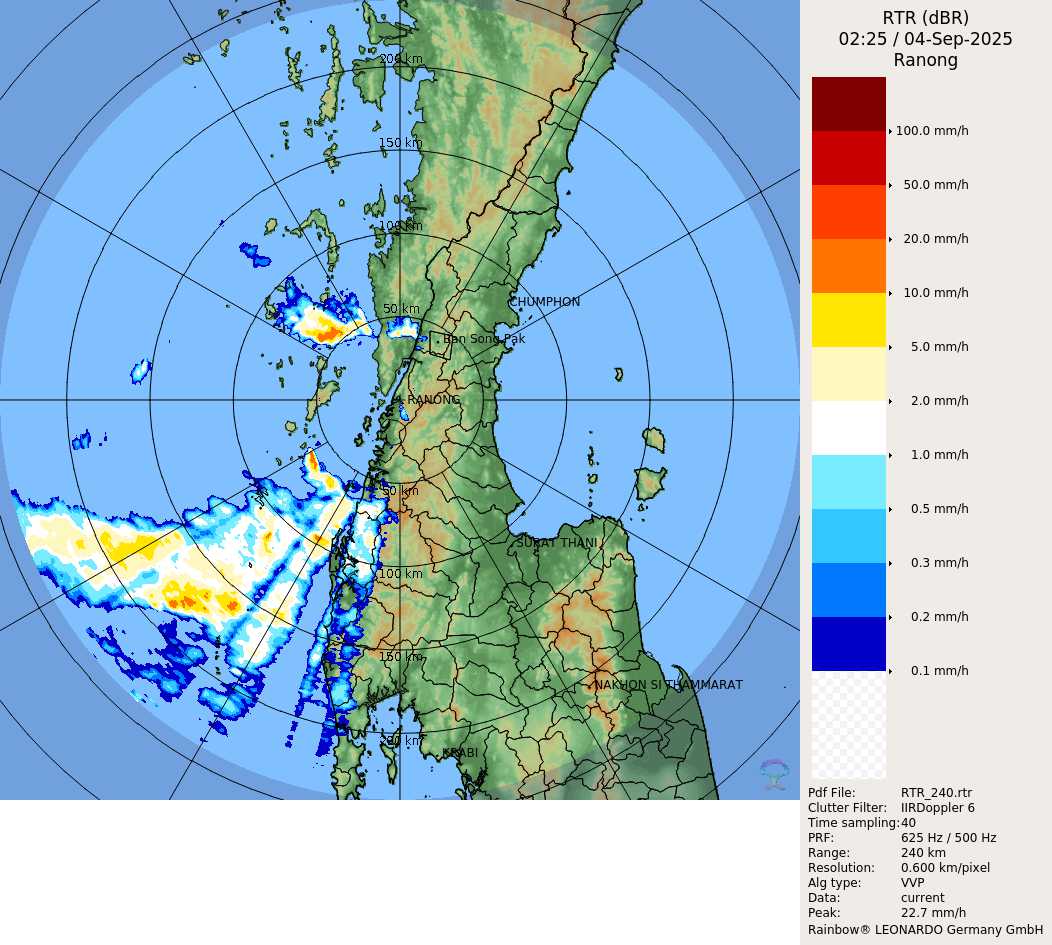 RTR (dBR)
02:25 / 04-Sep-2025
Ranong
100.0 mm/h
50.0 mm/h
20.0 mm/h
10.0 mm/h
5.0 mm/h
2.0 mm/h
1.0 mm/h
0.5 mm/h
0.3 mm/h
0.2 mm/h
0.1 mm/h
200 km
150 km
100 km
50 km
CHUMPHON
Ban Song Pak
RANONG
50 km
SURAT THANI
100 km
150 km
NAKHON SI THAMMARAT
200 km
KRABI
Pdf File: RTR_240.rtr
Clutter Filter: IIRDoppler 6
Time sampling: 40
PRF: 625 Hz / 500 Hz
Range: 240 km
Resolution: 0.600 km/pixel
Alg type: VVP
Data: current
Peak: 22.7 mm/h
Rainbow® LEONARDO Germany GmbH